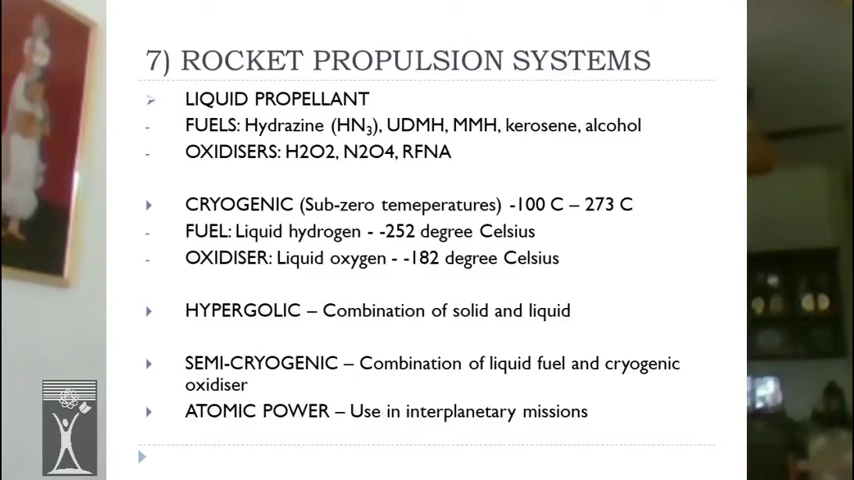 7) ROCKET PROPULSION SYSTEMS
LIQUID PROPELLANT
- FUELS: Hydrazine (HN3), UDMH, MMH, kerosene, alcohol
- OXIDISERS: H2O2, N2O4, RFNA
CRYOGENIC (Sub-zero temeperatures) -100 C – 273 C
- FUEL: Liquid hydrogen - -252 degree Celsius
- OXIDISER: Liquid oxygen - -182 degree Celsius
HYPERGOLIC – Combination of solid and liquid
SEMI-CRYOGENIC – Combination of liquid fuel and cryogenic
oxidiser
ATOMIC POWER – Use in interplanetary missions